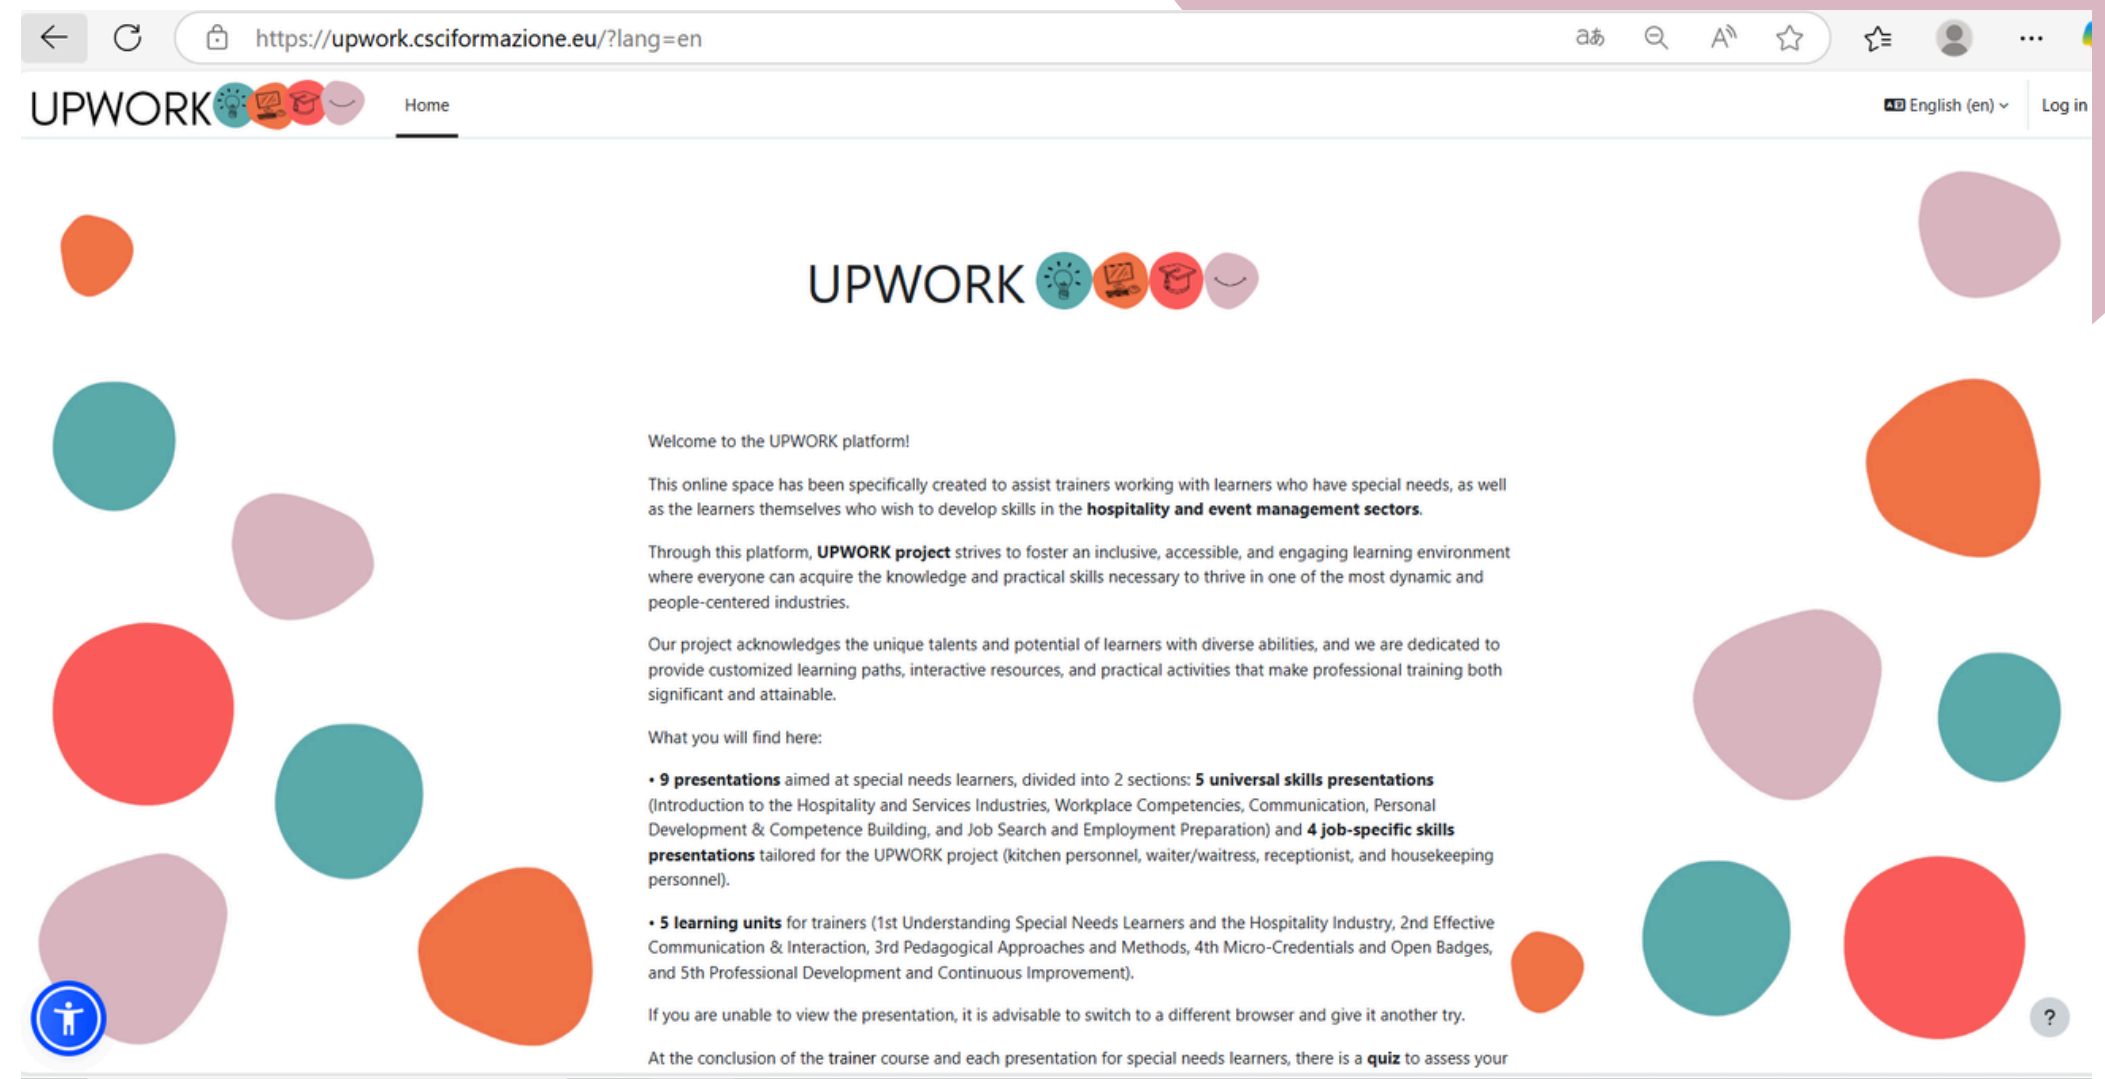 https://upwork.csciformazione.eu/?lang=en
UPWORK
Home
English (en)
Log in
UPWORK
Welcome to the UPWORK platform!
This online space has been specifically created to assist trainers working with learners who have special needs, as well
as the learners themselves who wish to develop skills in the hospitality and event management sectors.
Through this platform, UPWORK project strives to foster an inclusive, accessible, and engaging learning environment
where everyone can acquire the knowledge and practical skills necessary to thrive in one of the most dynamic and
people-centered industries.
Our project acknowledges the unique talents and potential of learners with diverse abilities, and we are dedicated to
provide customized learning paths, interactive resources, and practical activities that make professional training both
significant and attainable.
What you will find here:
• 9 presentations aimed at special needs learners, divided into 2 sections: 5 universal skills presentations
(Introduction to the Hospitality and Services Industries, Workplace Competencies, Communication, Personal
Development & Competence Building, and Job Search and Employment Preparation) and 4 job-specific skills
presentations tailored for the UPWORK project (kitchen personnel, waiter/waitress, receptionist, and housekeeping
personnel).
• 5 learning units for trainers (1st Understanding Special Needs Learners and the Hospitality Industry, 2nd Effective
Communication & Interaction, 3rd Pedagogical Approaches and Methods, 4th Micro-Credentials and Open Badges,
and 5th Professional Development and Continuous Improvement).
If you are unable to view the presentation, it is advisable to switch to a different browser and give it another try.
At the conclusion of the trainer course and each presentation for special needs learners, there is a quiz to assess your
?